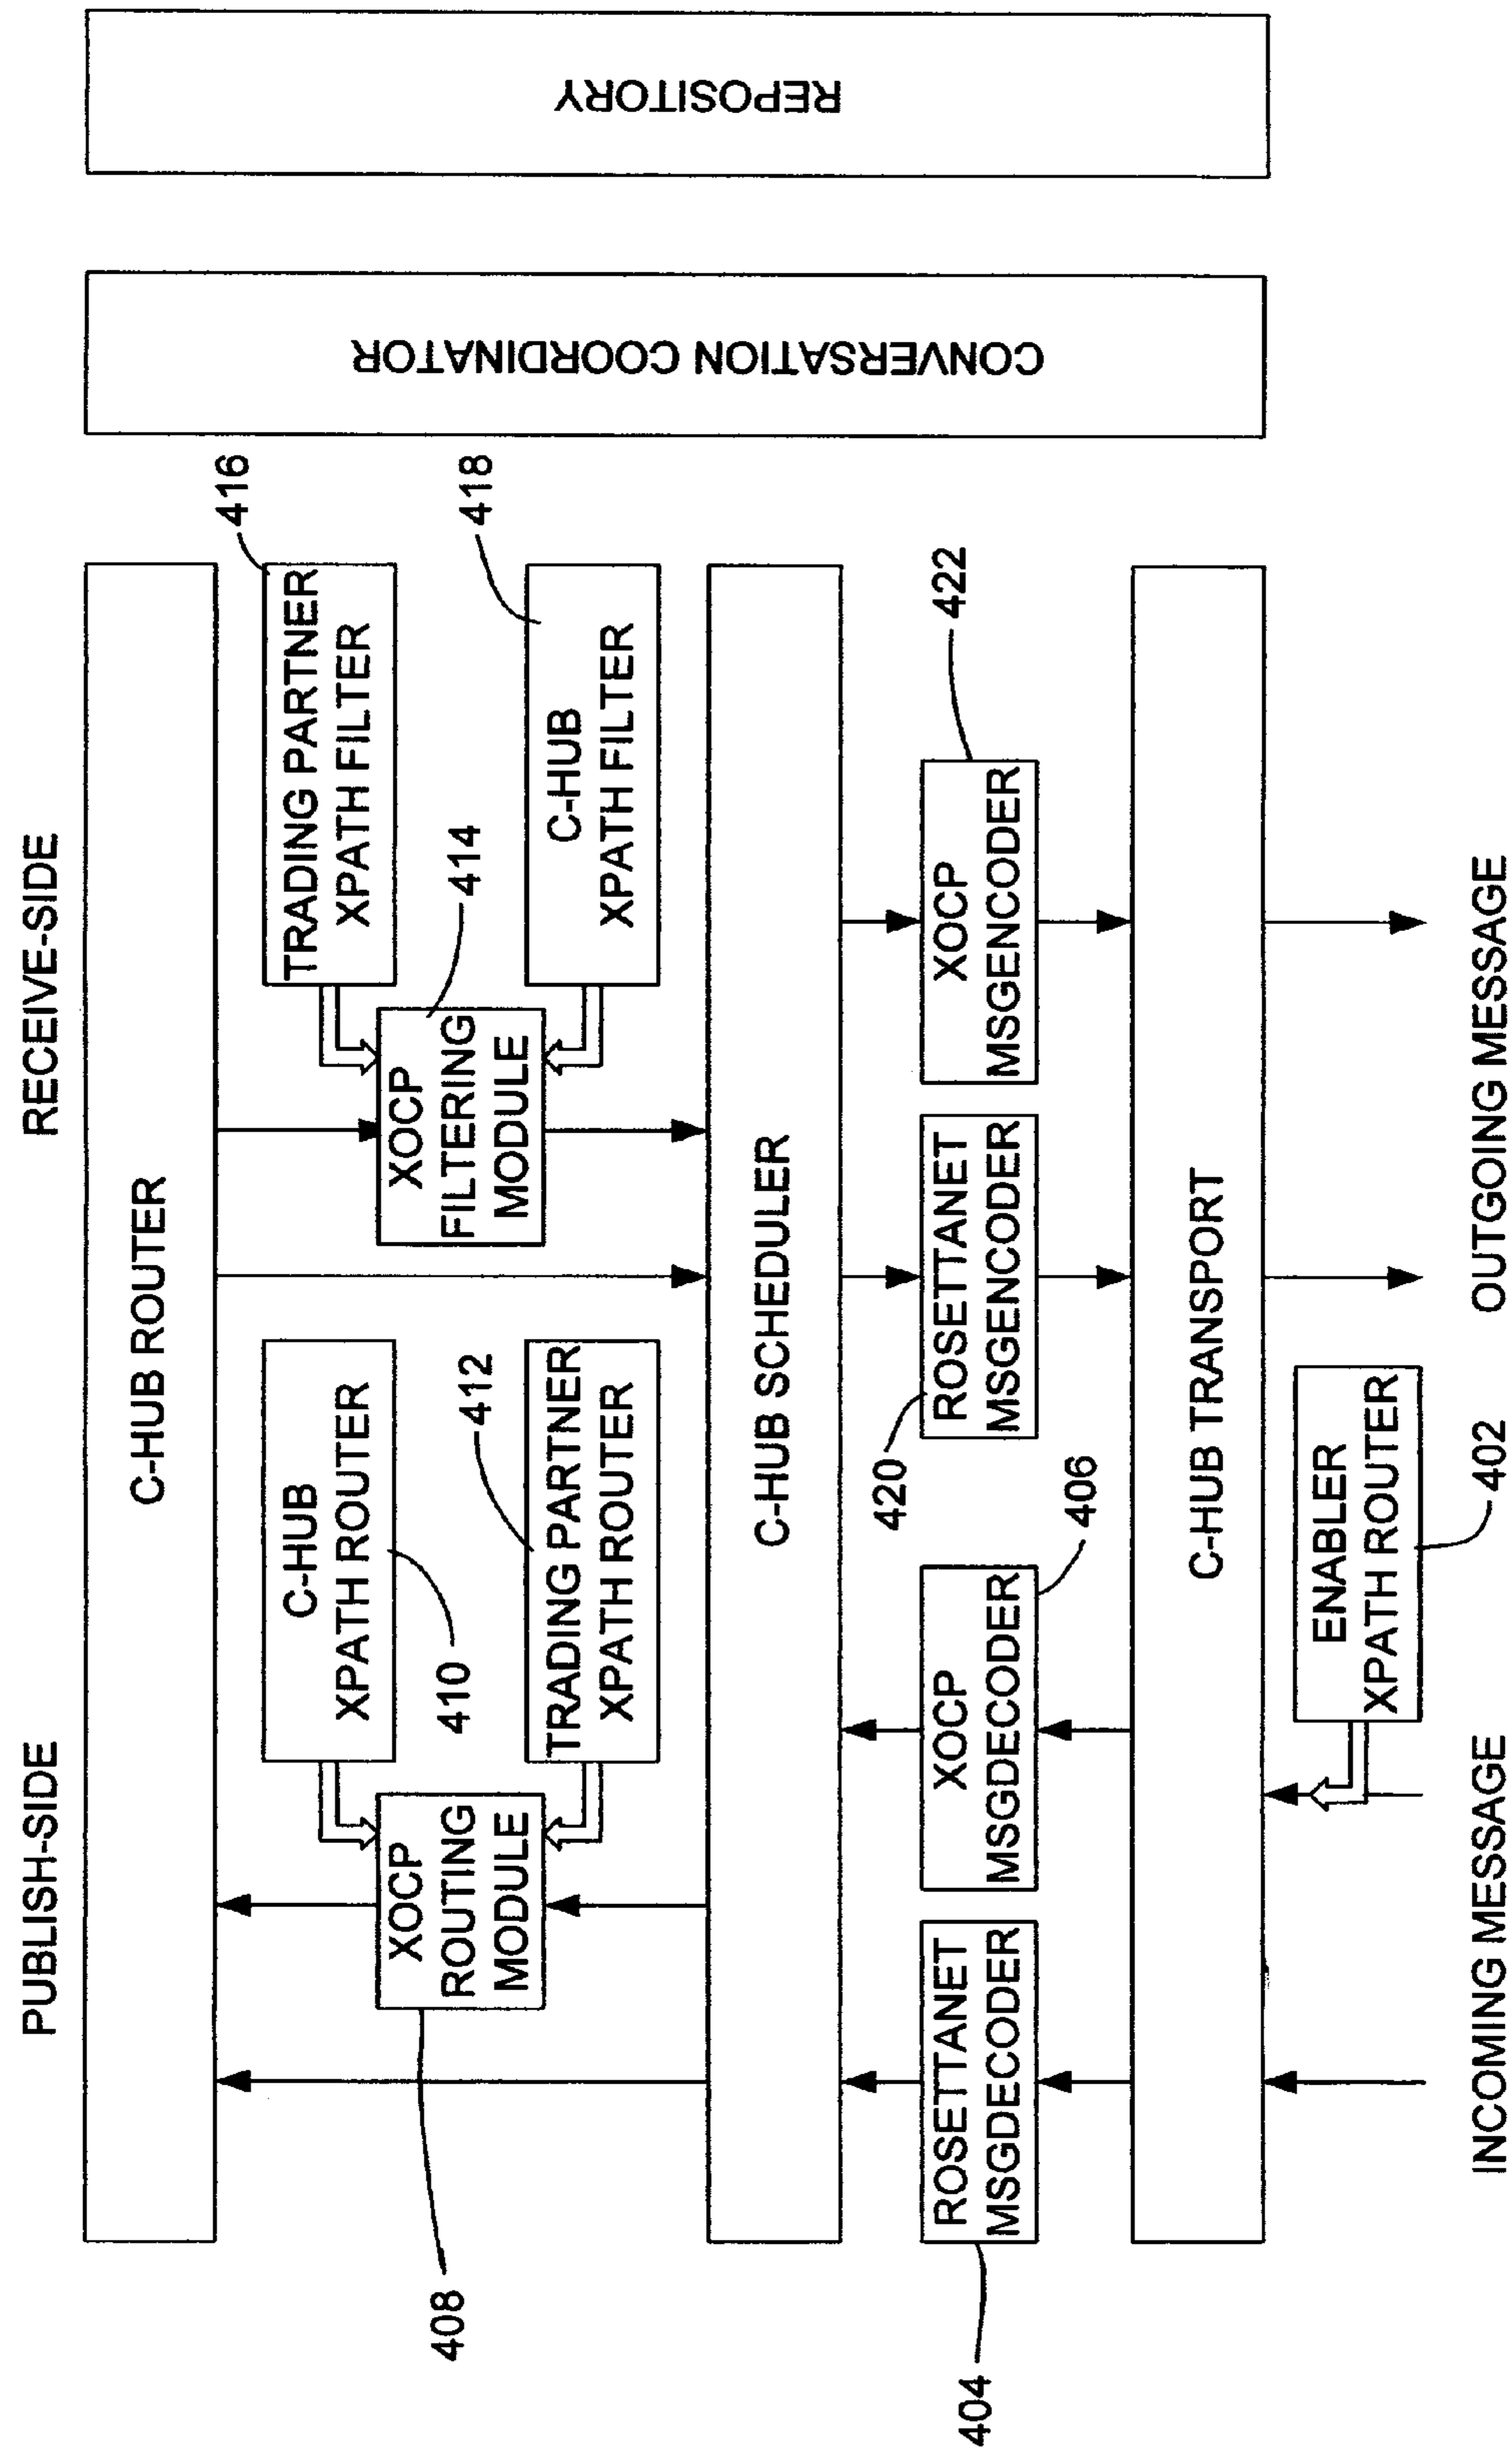 PUBLISH-SIDE
RECEIVE-SIDE
C-HUB ROUTER
C-HUB
XPATH ROUTER
410
XOCP
ROUTING
MODULE
408
TRADING PARTNER
XPATH ROUTER
412
TRADING PARTNER
XPATH FILTER
416
XOCP
FILTERING
MODULE
414
C-HUB
XPATH FILTER
418
C-HUB SCHEDULER
ROSETTANET
MSGDECODER
404
XOCP
MSGDECODER
406
ROSETTANET
MSGENCODER
420
XOCP
MSGENCODER
422
C-HUB TRANSPORT
ENABLER
XPATH ROUTER
402
INCOMING MESSAGE
OUTGOING MESSAGE
CONVERSATION COORDINATOR
REPOSITORY